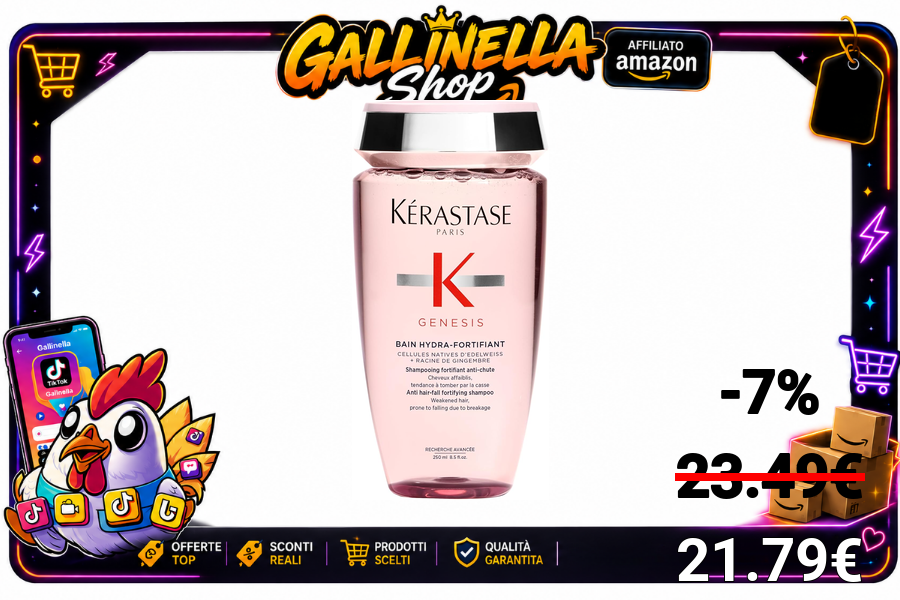 GALLINELLA
Shop
AFFILIATO
amazon
KÉRASTASE
PARIS
K
GENESIS
BAIN HYDRA-FORTIFIANT
CELLULES NATIVES D'EDELWEISS
+ RACINE DE GINGEMBRE
Shampooing fortifiant anti-chute
Cheveux affaiblis,
tendance à tomber par la casse
Anti hair-fall fortifying shampoo
Weakened hair,
prone to falling due to breakage
RECHERCHE AVANCÉE
250 ml 8.5 fl.oz.
Gallinella
TikTok
Gallinella
-7%
23.49€
21.79€
OFFERTE
TOP
SCONTI
REALI
PRODOTTI
SCELTI
QUALITÀ
GARANTITA